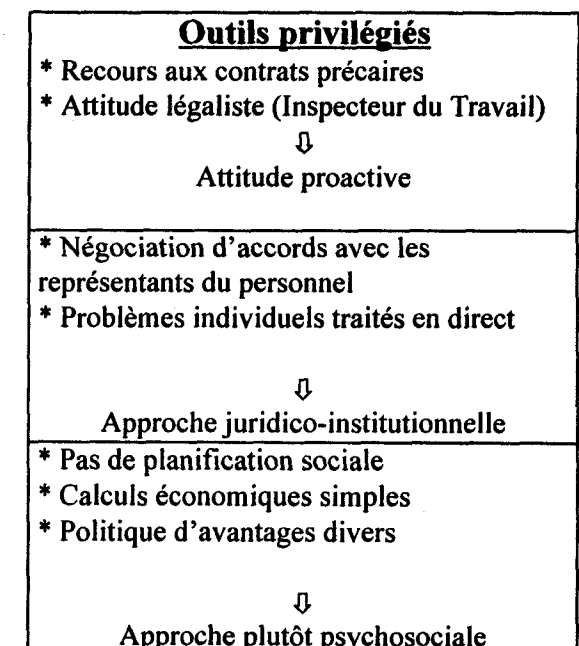 Outils privilégiés
* Recours aux contrats précaires
* Attitude légaliste (Inspecteur du Travail)
⇩
Attitude proactive
* Négociation d'accords avec les
représentants du personnel
* Problèmes individuels traités en direct
⇩
Approche juridico-institutionnelle
* Pas de planification sociale
* Calculs économiques simples
* Politique d'avantages divers
⇩
Approche plutôt psychosociale